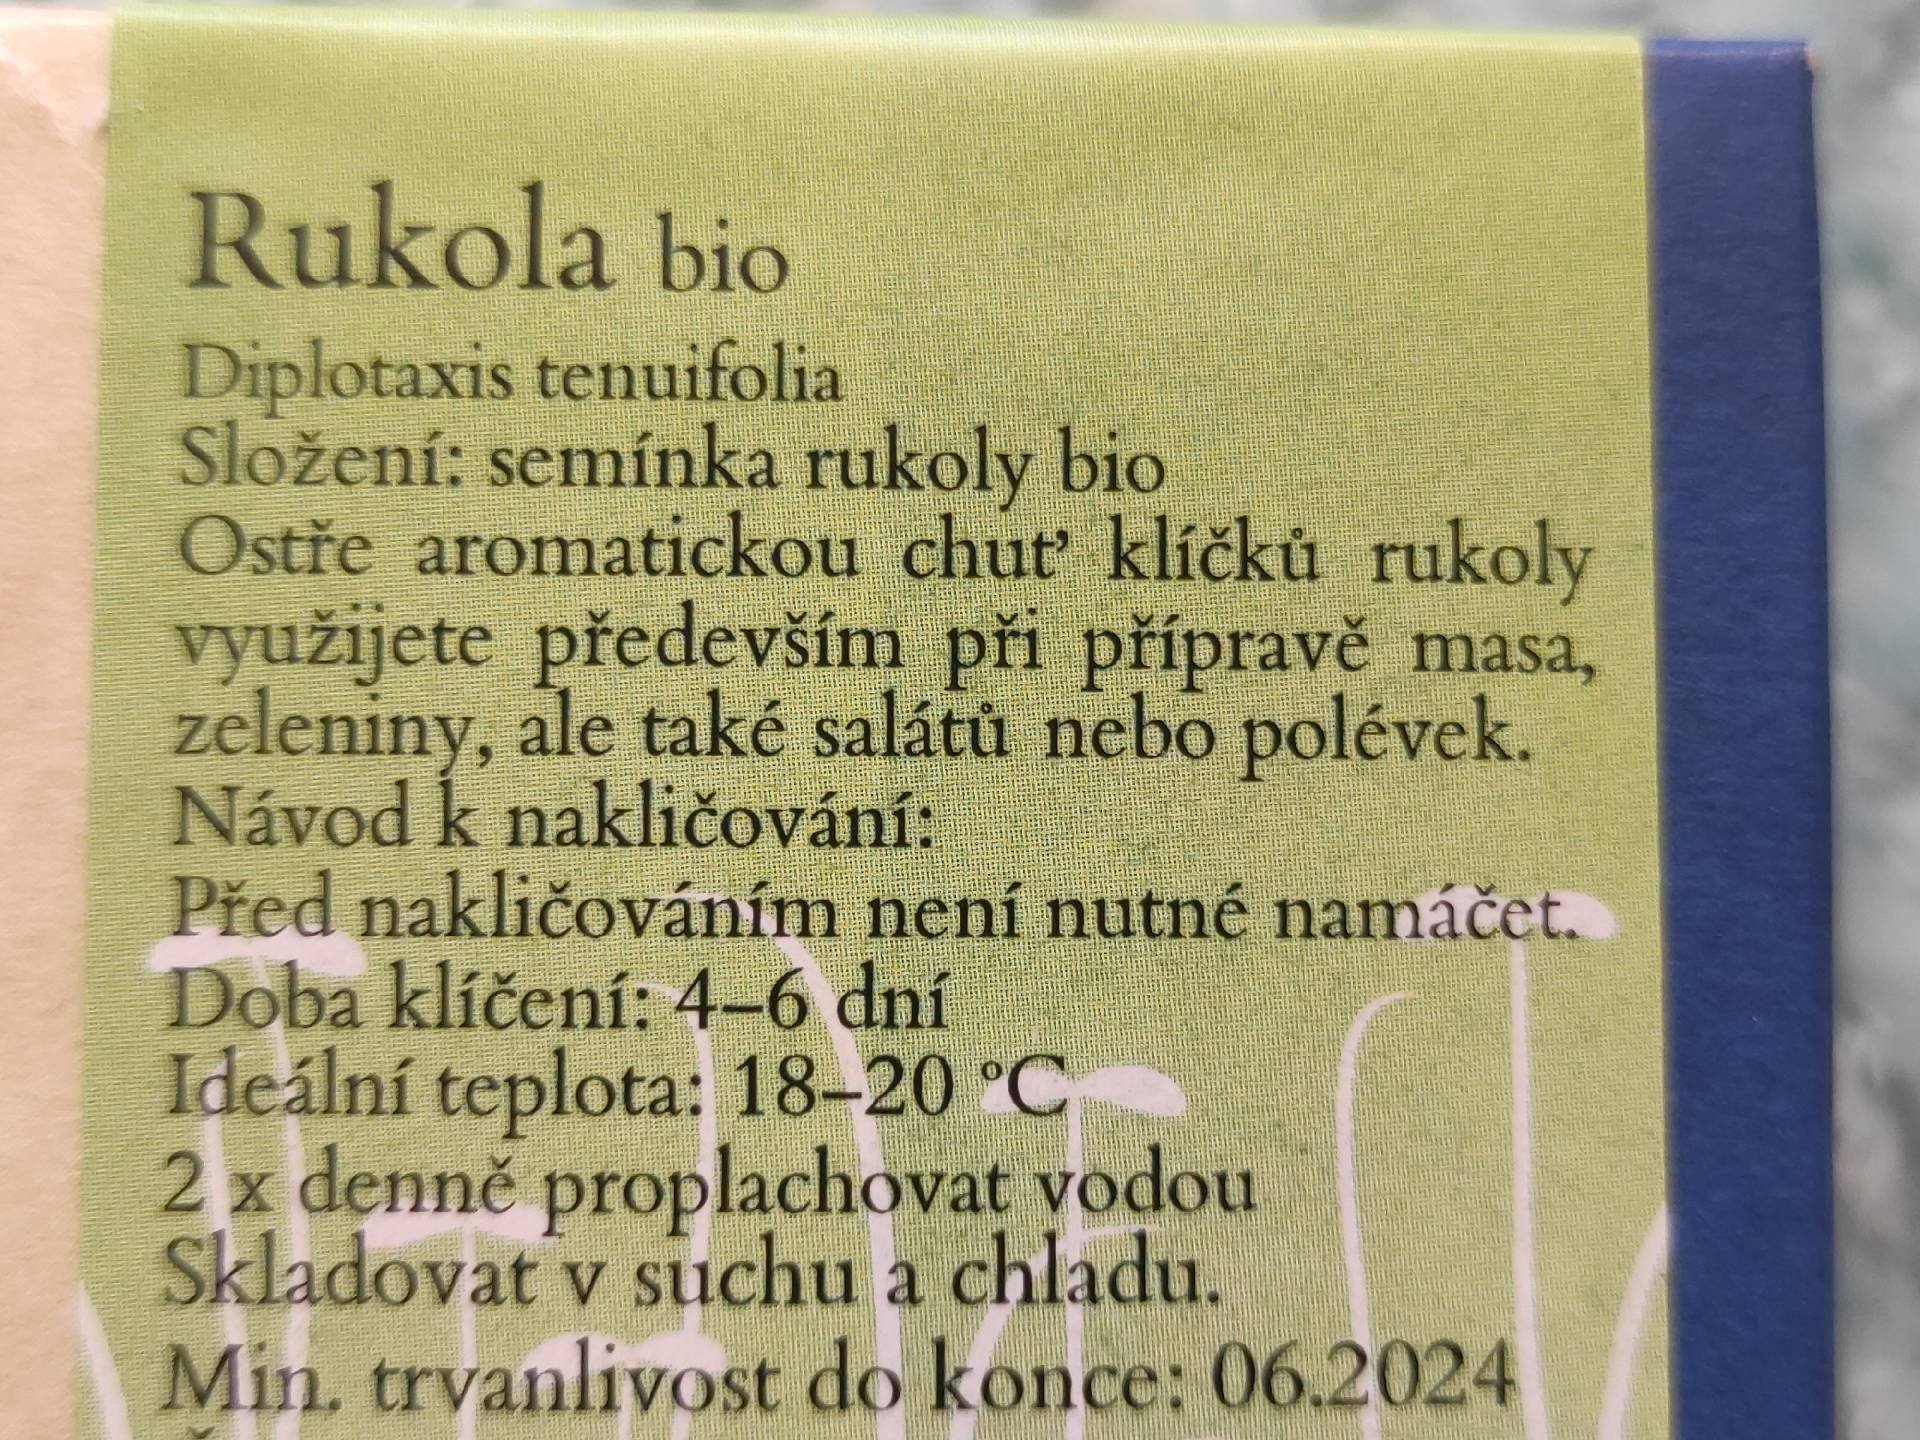 Rukola bio
Diplotaxis tenuifolia
Složení: semínka rukoly bio
Ostře aromatickou chuť klíčků rukoly
využijete především při přípravě masa,
zeleniny, ale také salátů nebo polévek.
Návod k nakličování:
Před nakličováním není nutné namáčet.
Doba klíčení: 4–6 dní
Ideální teplota: 18–20 °C
2 x denně proplachovat vodou
Skladovat v suchu a chladu.
Min. trvanlivost do konce: 06.2024